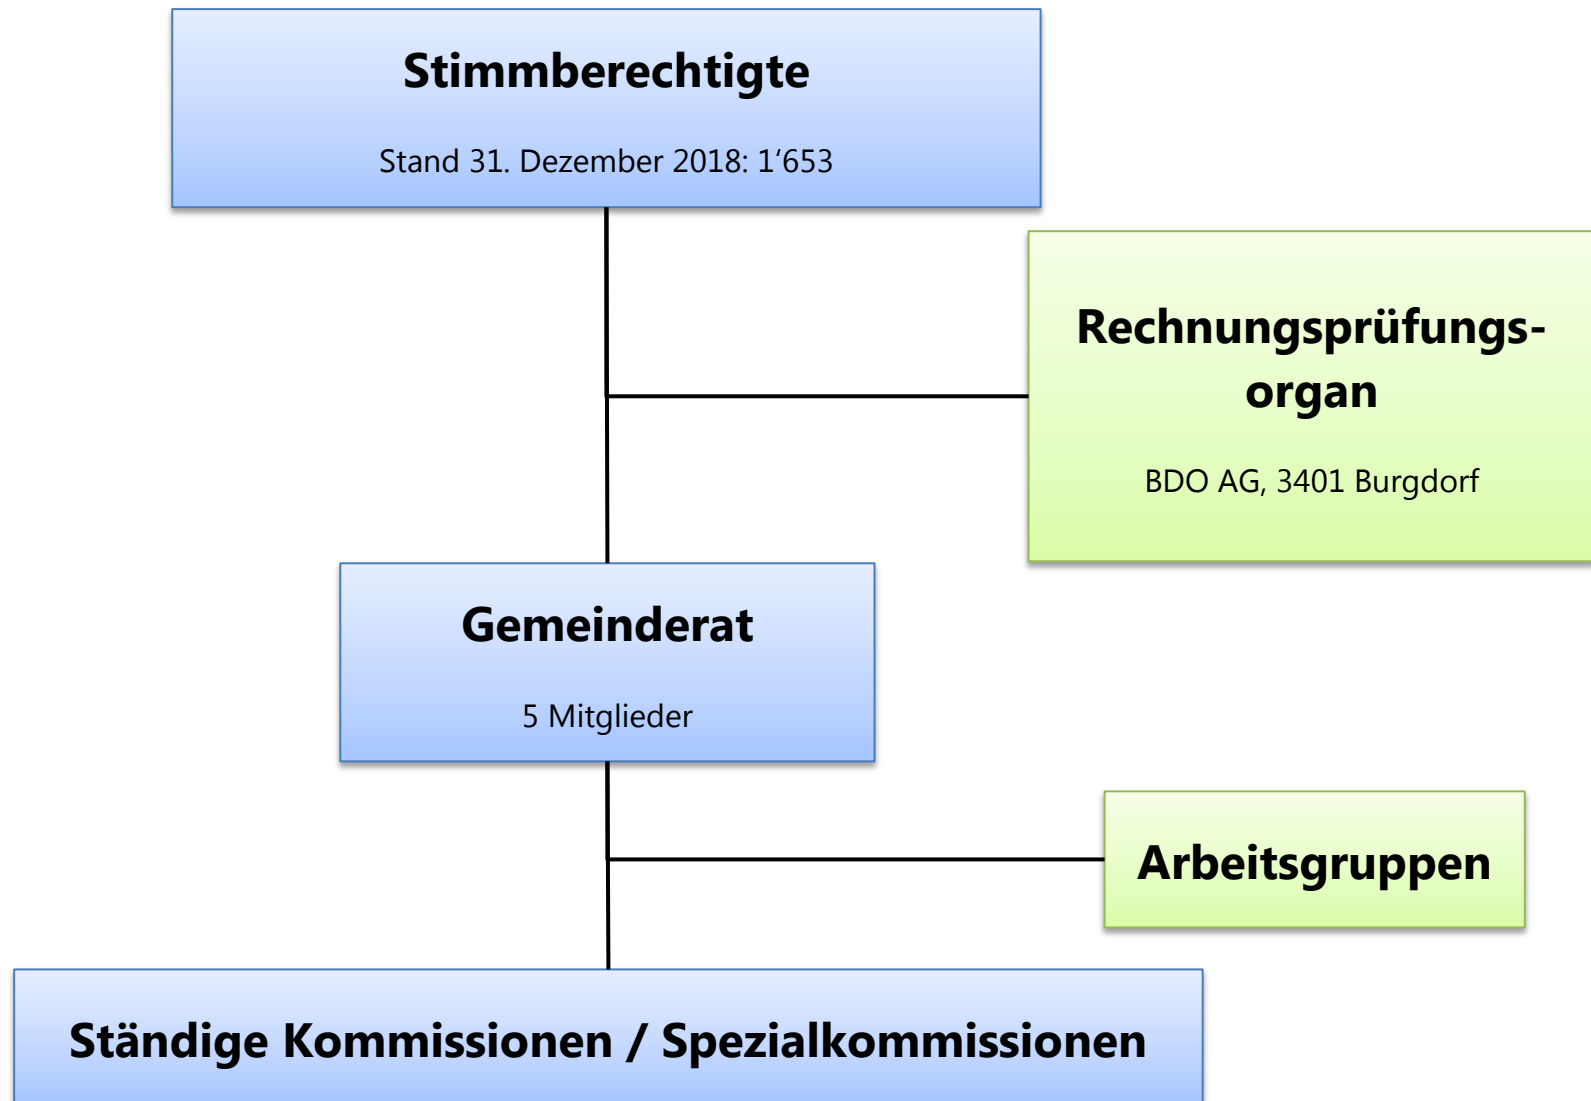 Stimmberechtigte
Stand 31. Dezember 2018: 1‘653
Rechnungsprüfungs-
organ
BDO AG, 3401 Burgdorf
Gemeinderat
5 Mitglieder
Arbeitsgruppen
Ständige Kommissionen / Spezialkommissionen